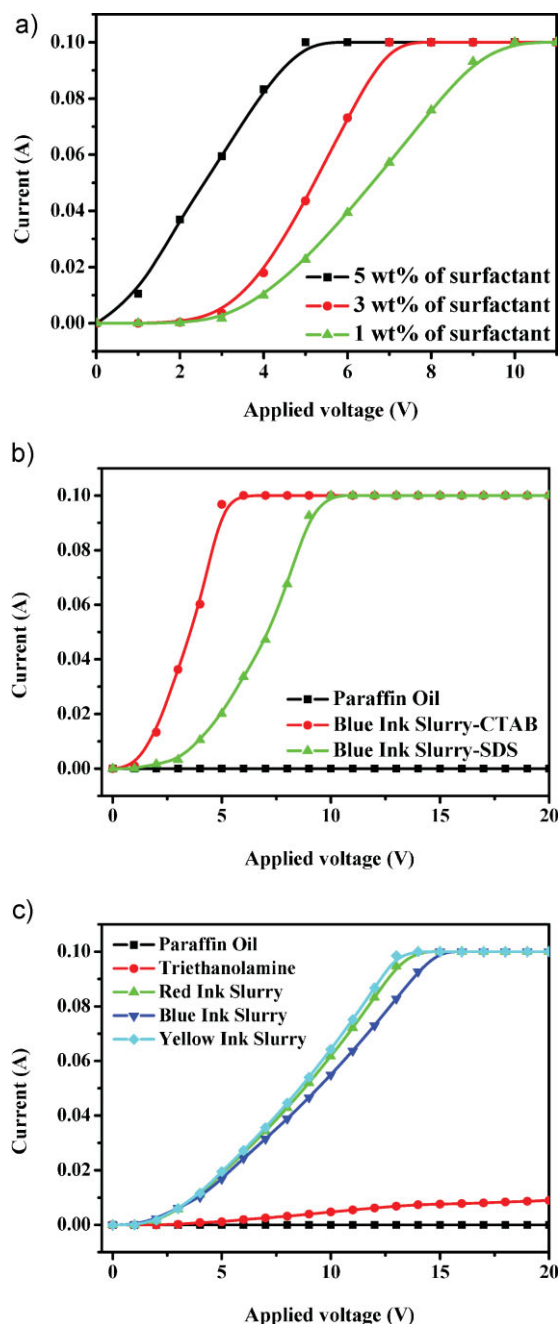 a)
0.10
0.08
0.06
0.04
0.02
0.00
Current (A)
5 wt% of surfactant
3 wt% of surfactant
1 wt% of surfactant
0 2 4 6 8 10
Applied voltage (V)
b)
0.10
0.08
0.06
0.04
0.02
0.00
Current (A)
Paraffin Oil
Blue Ink Slurry-CTAB
Blue Ink Slurry-SDS
0 5 10 15 20
Applied voltage (V)
c)
0.10
0.08
0.06
0.04
0.02
0.00
Current (A)
Paraffin Oil
Triethanolamine
Red Ink Slurry
Blue Ink Slurry
Yellow Ink Slurry
0 5 10 15 20
Applied voltage (V)